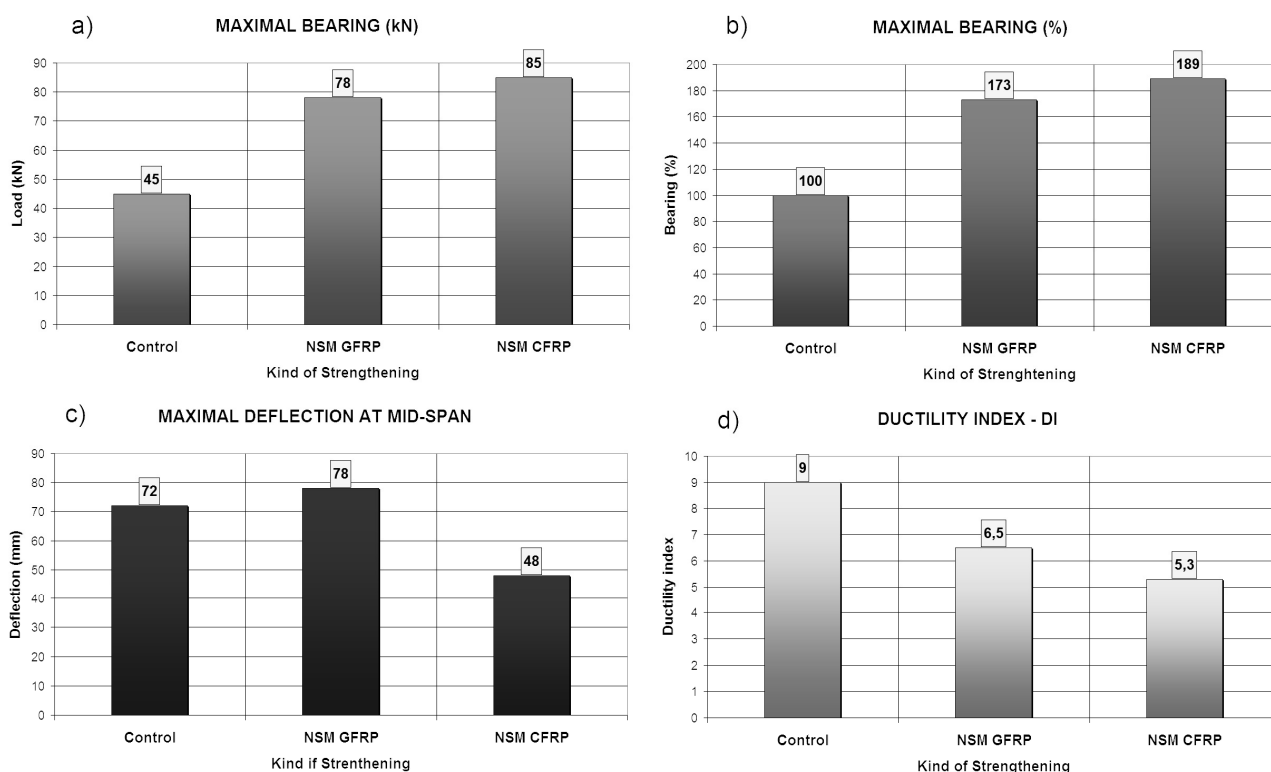 a)
MAXIMAL BEARING (kN)
Load (kN)
90
80
70
60
50
40
30
20
10
0
45
78
85
Control
NSM GFRP
NSM CFRP
Kind of Strengthening
b)
MAXIMAL BEARING (%)
Bearing (%)
200
180
160
140
120
100
80
60
40
20
0
100
173
189
Control
NSM GFRP
NSM CFRP
Kind of Strenghtening
c)
MAXIMAL DEFLECTION AT MID-SPAN
Deflection (mm)
90
80
70
60
50
40
30
20
10
0
72
78
48
Control
NSM GFRP
NSM CFRP
Kind if Strenthening
d)
DUCTILITY INDEX - DI
Ductility index
10
9
8
7
6
5
4
3
2
1
0
9
6,5
5,3
Control
NSM GFRP
NSM CFRP
Kind of Strengthening